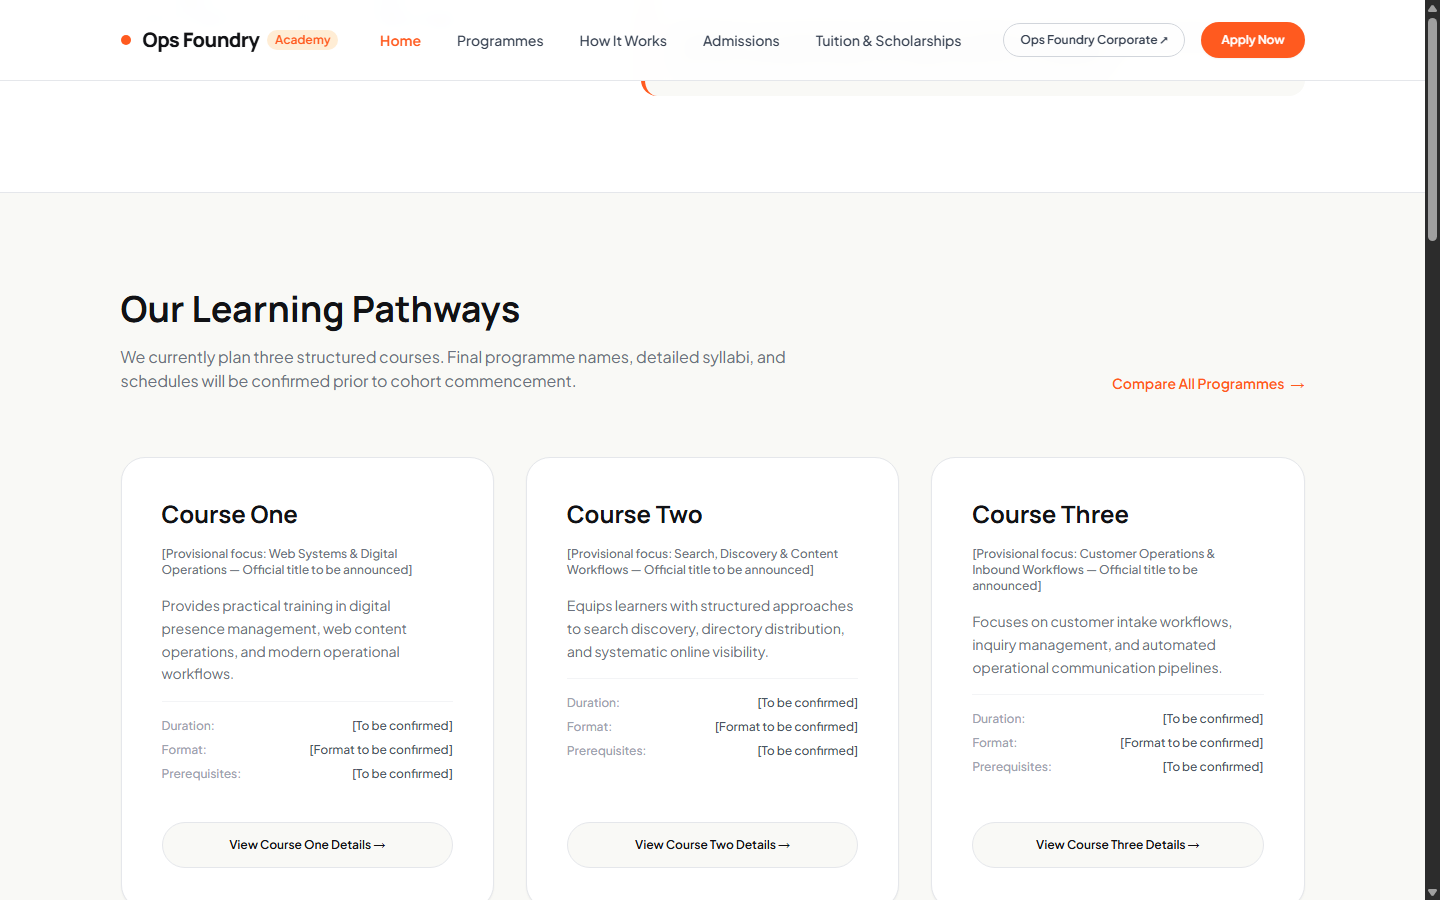 Ops Foundry Academy Home Programmes How It Works Admissions Tuition & Scholarships Ops Foundry Corporate ↗ Apply Now
Our Learning Pathways
We currently plan three structured courses. Final programme names, detailed syllabi, and
schedules will be confirmed prior to cohort commencement.
Compare All Programmes →
Course One
[Provisional focus: Web Systems & Digital
Operations — Official title to be announced]
Provides practical training in digital
presence management, web content
operations, and modern operational
workflows.
Duration: [To be confirmed]
Format: [Format to be confirmed]
Prerequisites: [To be confirmed]
View Course One Details →
Course Two
[Provisional focus: Search, Discovery & Content
Workflows — Official title to be announced]
Equips learners with structured approaches
to search discovery, directory distribution,
and systematic online visibility.
Duration: [To be confirmed]
Format: [Format to be confirmed]
Prerequisites: [To be confirmed]
View Course Two Details →
Course Three
[Provisional focus: Customer Operations &
Inbound Workflows — Official title to be
announced]
Focuses on customer intake workflows,
inquiry management, and automated
operational communication pipelines.
Duration: [To be confirmed]
Format: [Format to be confirmed]
Prerequisites: [To be confirmed]
View Course Three Details →